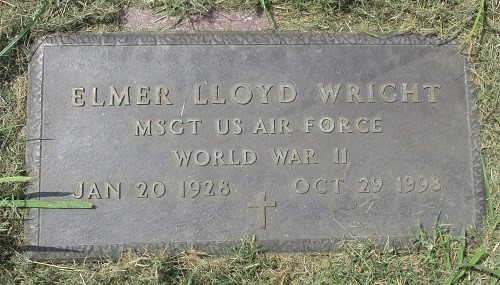 ELMER LLOYD WRIGHT
MSGT US AIR FORCE
WORLD WAR II
JAN 20 1928 OCT 29 1998